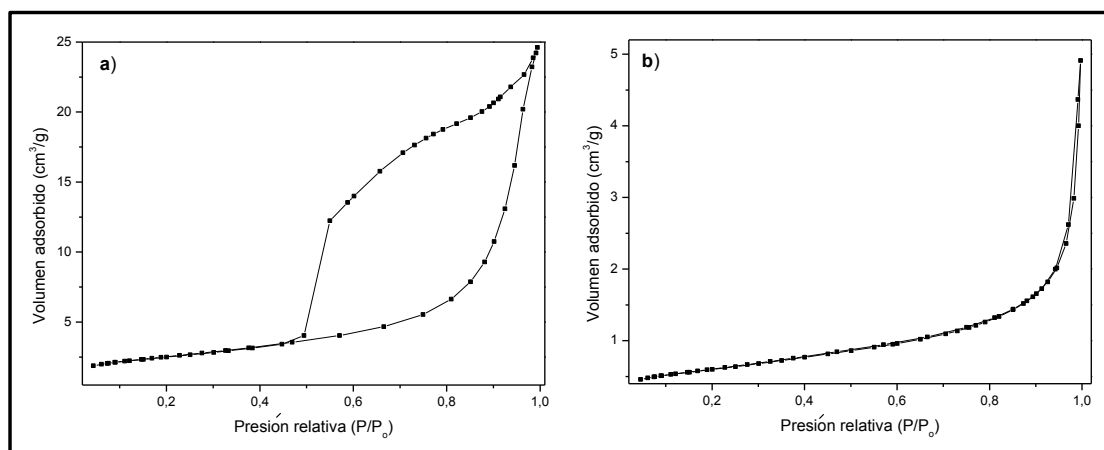 a)
25
20
15
10
5
Volumen adsorbido (cm³/g)
0,2 0,4 0,6 0,8 1,0
Presión relativa (P/Pₒ)
b)
5
4
3
2
1
Volumen adsorbido (cm³/g)
0,2 0,4 0,6 0,8 1,0
Presión relativa (P/Pₒ)